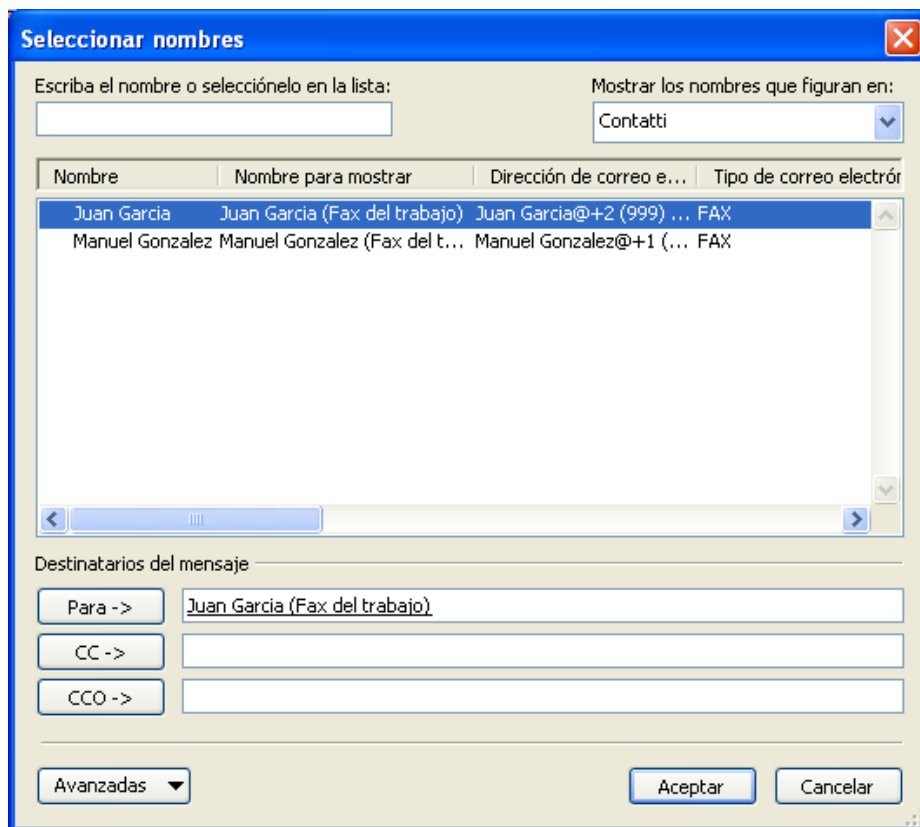 Seleccionar nombres
Escriba el nombre o selecciónelo en la lista: Mostrar los nombres que figuran en:
Contatti
Nombre Nombre para mostrar Dirección de correo e... Tipo de correo electrór
Juan Garcia Juan Garcia (Fax del trabajo) Juan Garcia@+2 (999) ... FAX
Manuel Gonzalez Manuel Gonzalez (Fax del t... Manuel Gonzalez@+1 (... FAX
Destinatarios del mensaje
Para -> Juan Garcia (Fax del trabajo)
CC ->
CCO ->
Avanzadas Aceptar Cancelar